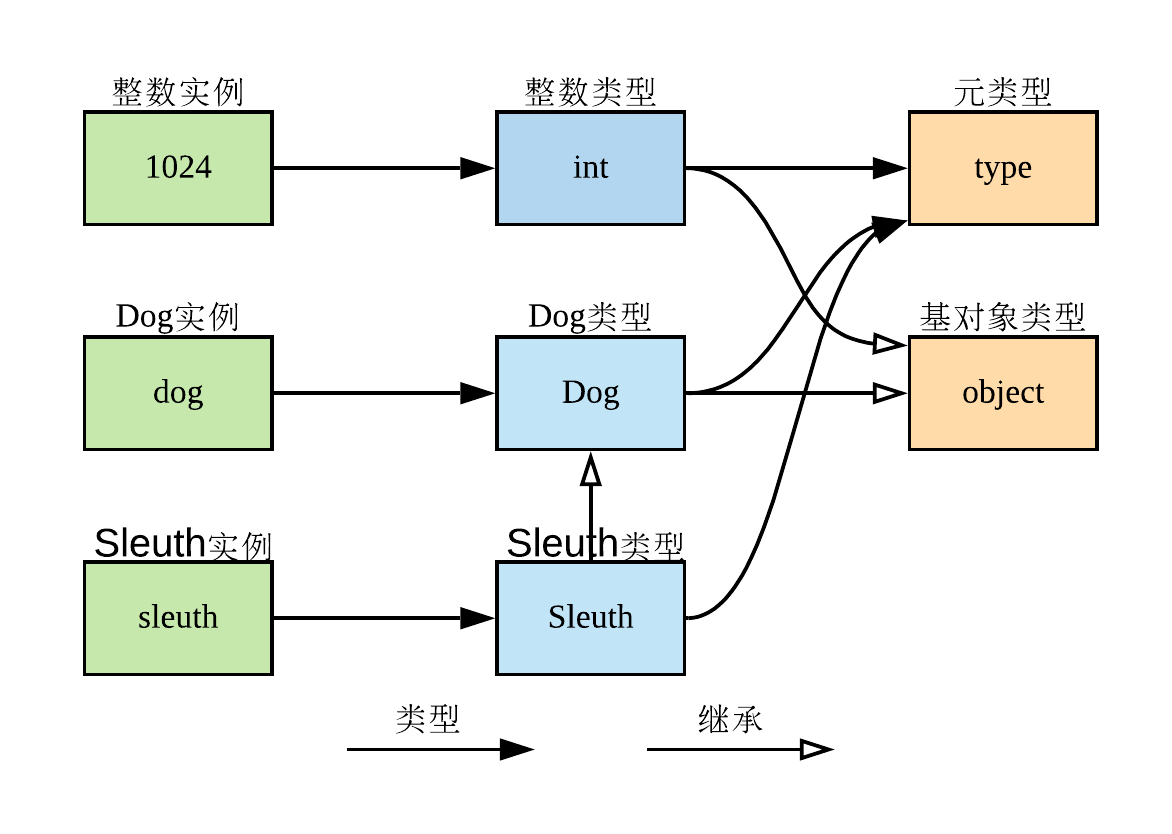 整数实例
整数类型
元类型
1024
int
type
Dog实例
Dog类型
基对象类型
dog
Dog
object
Sleuth实例
Sleuth类型
sleuth
Sleuth
类型
继承